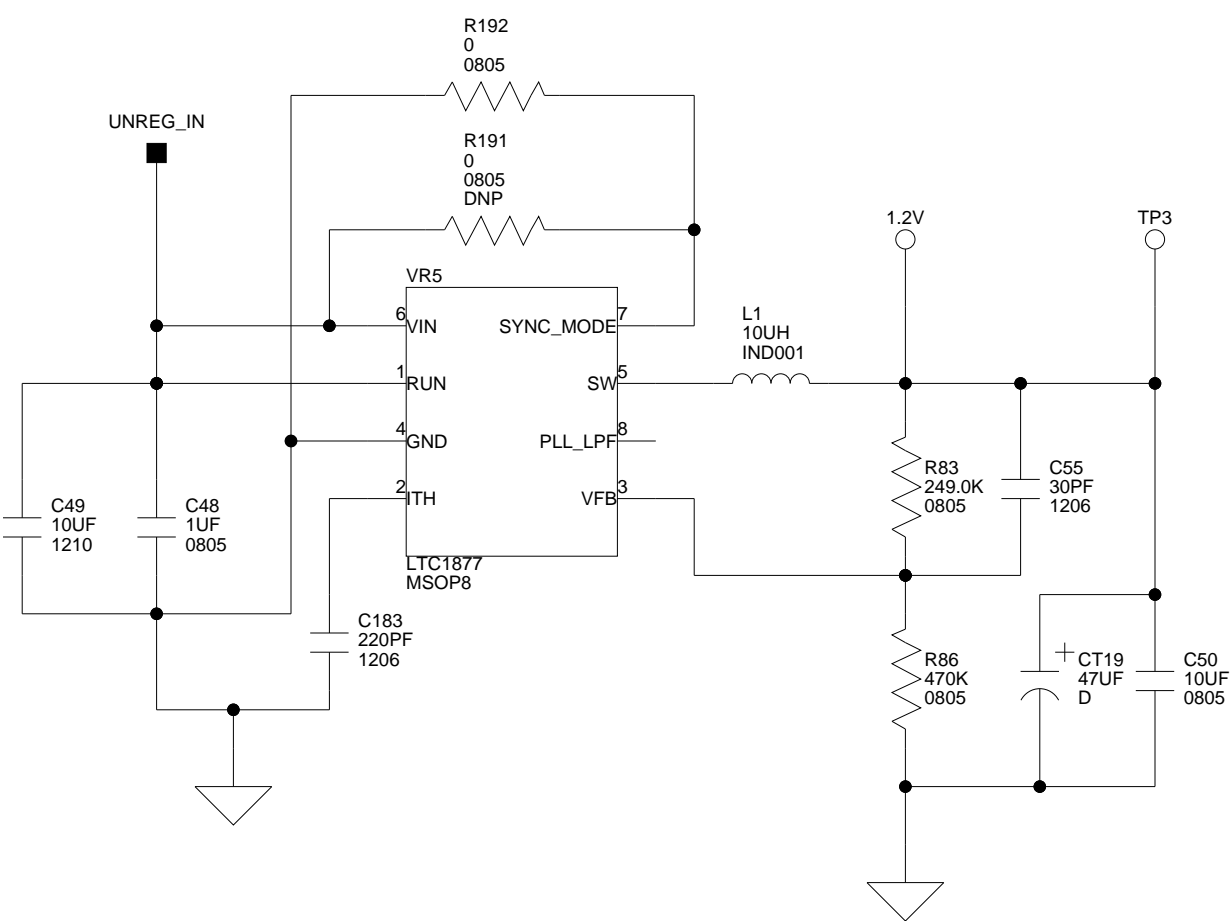 R192
0
0805
UNREG_IN
R191
0
0805
DNP
1.2V
TP3
VR5
6
VIN
SYNC_MODE
7
L1
10UH
IND001
1
RUN
SW
5
4
GND
PLL_LPF
8
2
ITH
VFB
3
R83
249.0K
0805
C55
30PF
1206
C49
10UF
1210
C48
1UF
0805
LTC1877
MSOP8
C183
220PF
1206
R86
470K
0805
+
CT19
47UF
D
C50
10UF
0805